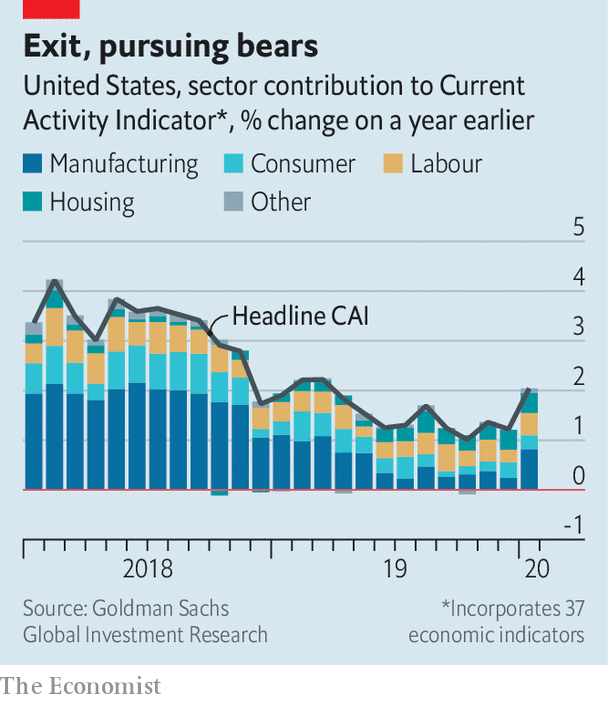 Exit, pursuing bears
United States, sector contribution to Current
Activity Indicator*, % change on a year earlier
Manufacturing Consumer Labour
Housing Other
5
4
Headline CAI
3
2
1
0
-1
2018 19 20
Source: Goldman Sachs
Global Investment Research
*Incorporates 37
economic indicators
The Economist